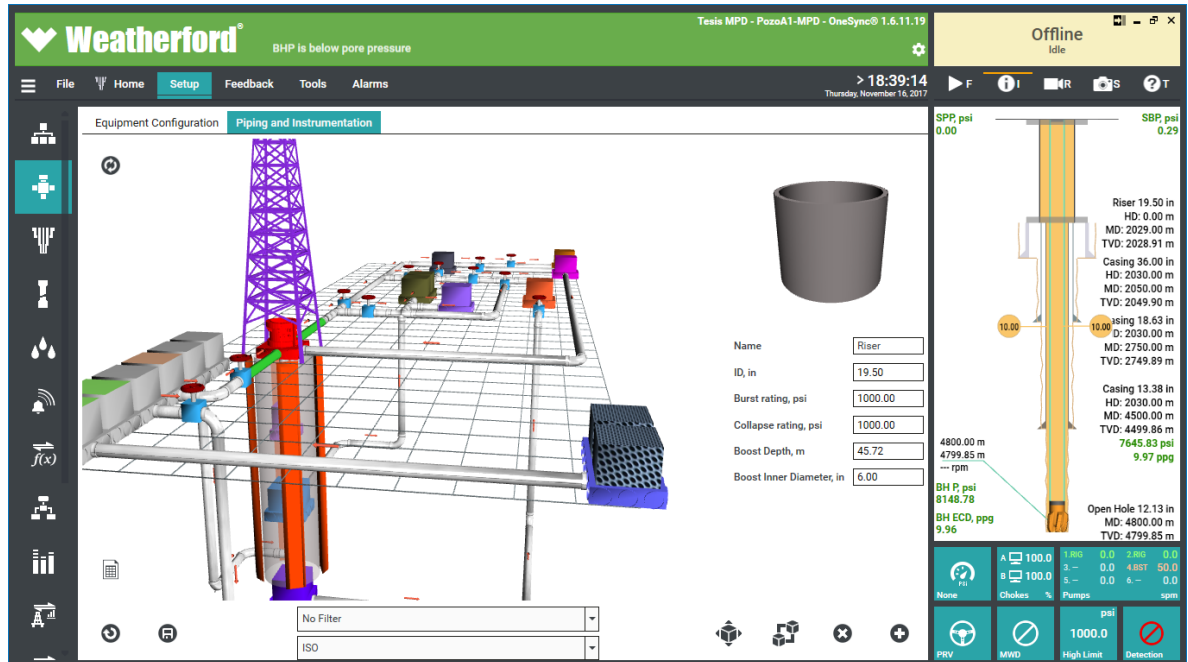 Weatherford®
BHP is below pore pressure
Tesis MPD - PozoA1-MPD - OneSync® 1.6.11.19
Offline
Idle
File
Home
Setup
Feedback
Tools
Alarms
> 18:39:14
Thursday, November 16, 2017
F
I
R
S
T
Equipment Configuration
Piping and Instrumentation
f(x)
Name
Riser
ID, in
19.50
Burst rating, psi
1000.00
Collapse rating, psi
1000.00
Boost Depth, m
45.72
Boost Inner Diameter, in
6.00
No Filter
ISO
SPP, psi
0.00
SBP, psi
0.29
Riser 19.50 in
HD: 0.00 m
MD: 2029.00 m
TVD: 2028.91 m
Casing 36.00 in
HD: 2030.00 m
MD: 2050.00 m
TVD: 2049.90 m
10.00
10.00
asing 18.63 in
D: 2030.00 m
MD: 2750.00 m
TVD: 2749.89 m
Casing 13.38 in
HD: 2030.00 m
MD: 4500.00 m
TVD: 4499.86 m
7645.83 psi
9.97 ppg
4800.00 m
4799.85 m
--- rpm
BH P, psi
8148.78
BH ECD, ppg
9.96
Open Hole 12.13 in
MD: 4800.00 m
TVD: 4799.85 m
PSI
None
A 100.0
B 100.0
Chokes %
1.RIG 0.0 2.RIG 0.0
3. -- 0.0 4.BST 50.0
5. -- 0.0 6. -- 0.0
Pumps spm
PRV
MWD
psi
1000.0
High Limit
Detection